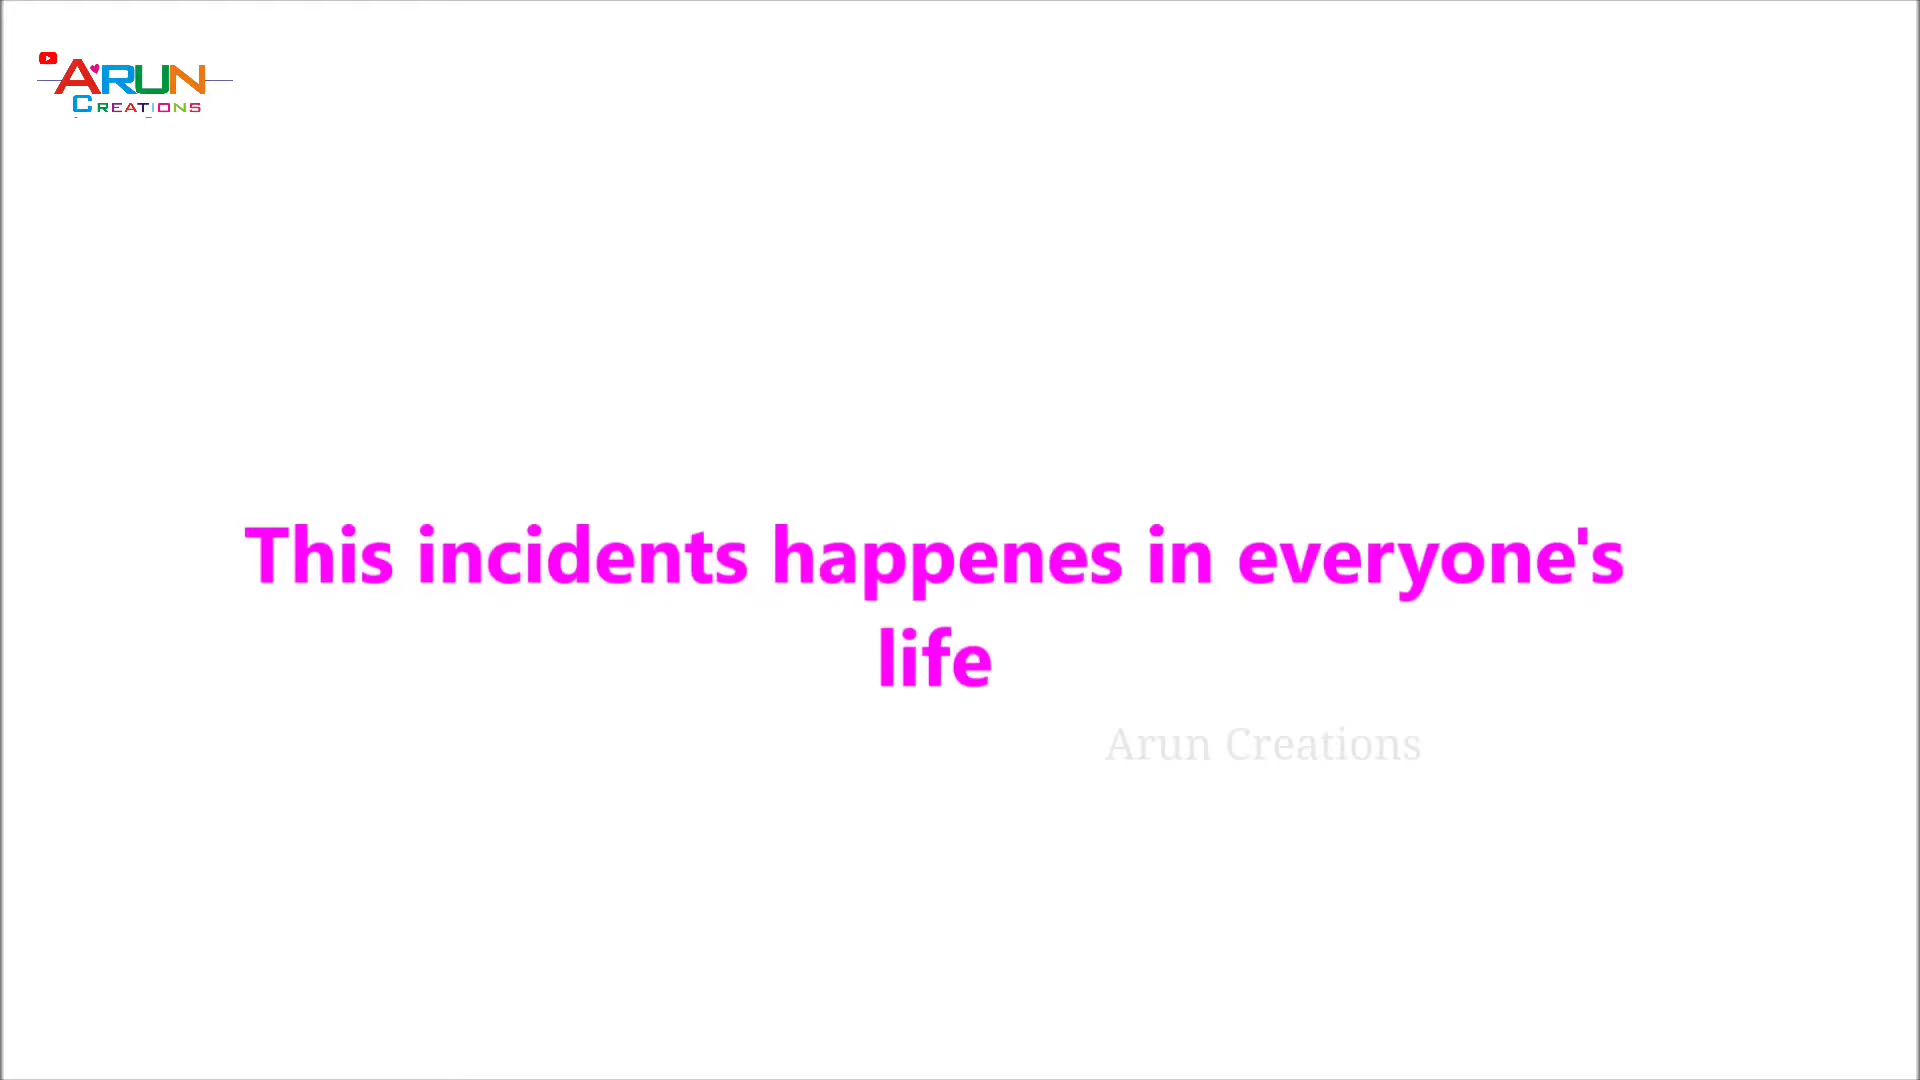 ARUN
CREATIONS
This incidents happenes in everyone's
life
Arun Creations